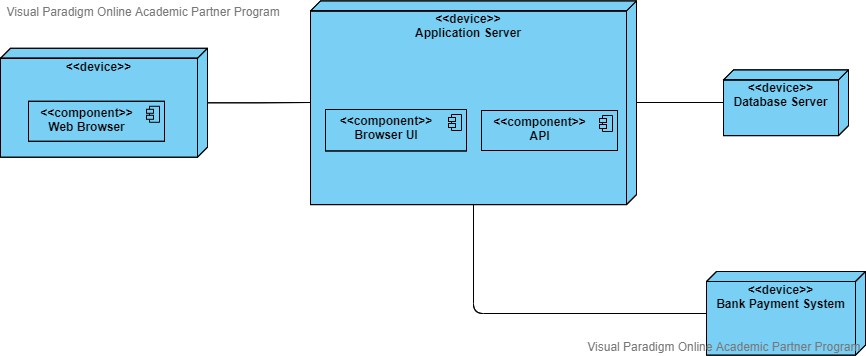 Visual Paradigm Online Academic Partner Program
<<device>>
<<component>>
Web Browser
<<device>>
Application Server
<<component>>
Browser UI
<<component>>
API
<<device>>
Database Server
<<device>>
Bank Payment System
Visual Paradigm Online Academic Partner Program